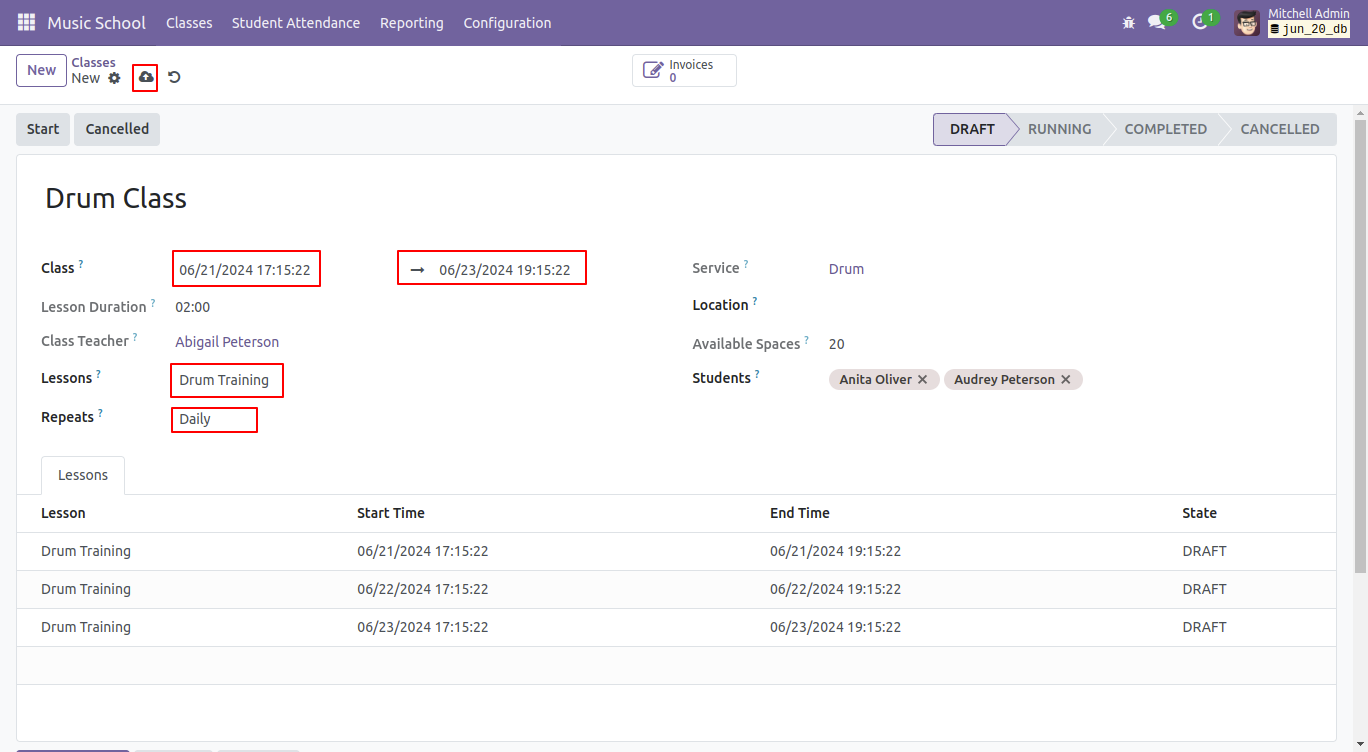 Music School Classes Student Attendance Reporting Configuration 6 1 Mitchell Admin
jun_20_db
New Classes Invoices
New 0
Start Cancelled DRAFT RUNNING COMPLETED CANCELLED
Drum Class
Class ? 06/21/2024 17:15:22 → 06/23/2024 19:15:22 Service ? Drum
Lesson Duration ? 02:00 Location ?
Class Teacher ? Abigail Peterson Available Spaces ? 20
Lessons ? Drum Training Students ? Anita Oliver × Audrey Peterson ×
Repeats ? Daily
Lessons
Lesson Start Time End Time State
Drum Training 06/21/2024 17:15:22 06/21/2024 19:15:22 DRAFT
Drum Training 06/22/2024 17:15:22 06/22/2024 19:15:22 DRAFT
Drum Training 06/23/2024 17:15:22 06/23/2024 19:15:22 DRAFT